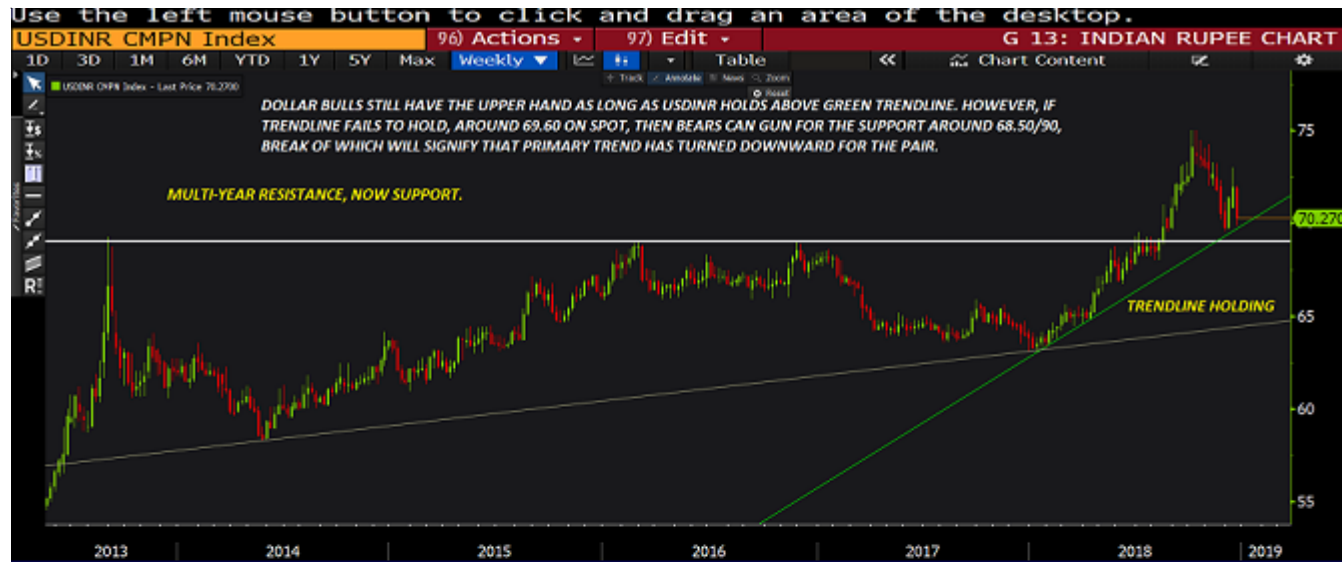 Use the left mouse button to click and drag an area of the desktop.
USDINR CMPN Index 96) Actions 97) Edit G 13: INDIAN RUPEE CHART
1D 3D 1M 6M YTD 1Y 5Y Max Weekly Table Chart Content
Track Annotate News Zoom
USDINR CMPN Index - Last Price 70.2700
Reset
DOLLAR BULLS STILL HAVE THE UPPER HAND AS LONG AS USDINR HOLDS ABOVE GREEN TRENDLINE. HOWEVER, IF
TRENDLINE FAILS TO HOLD, AROUND 69.60 ON SPOT, THEN BEARS CAN GUN FOR THE SUPPORT AROUND 68.50/90,
BREAK OF WHICH WILL SIGNIFY THAT PRIMARY TREND HAS TURNED DOWNWARD FOR THE PAIR.
75
MULTI-YEAR RESISTANCE, NOW SUPPORT.
Favorites
70.270
TRENDLINE HOLDING
65
60
55
2013 2014 2015 2016 2017 2018 2019